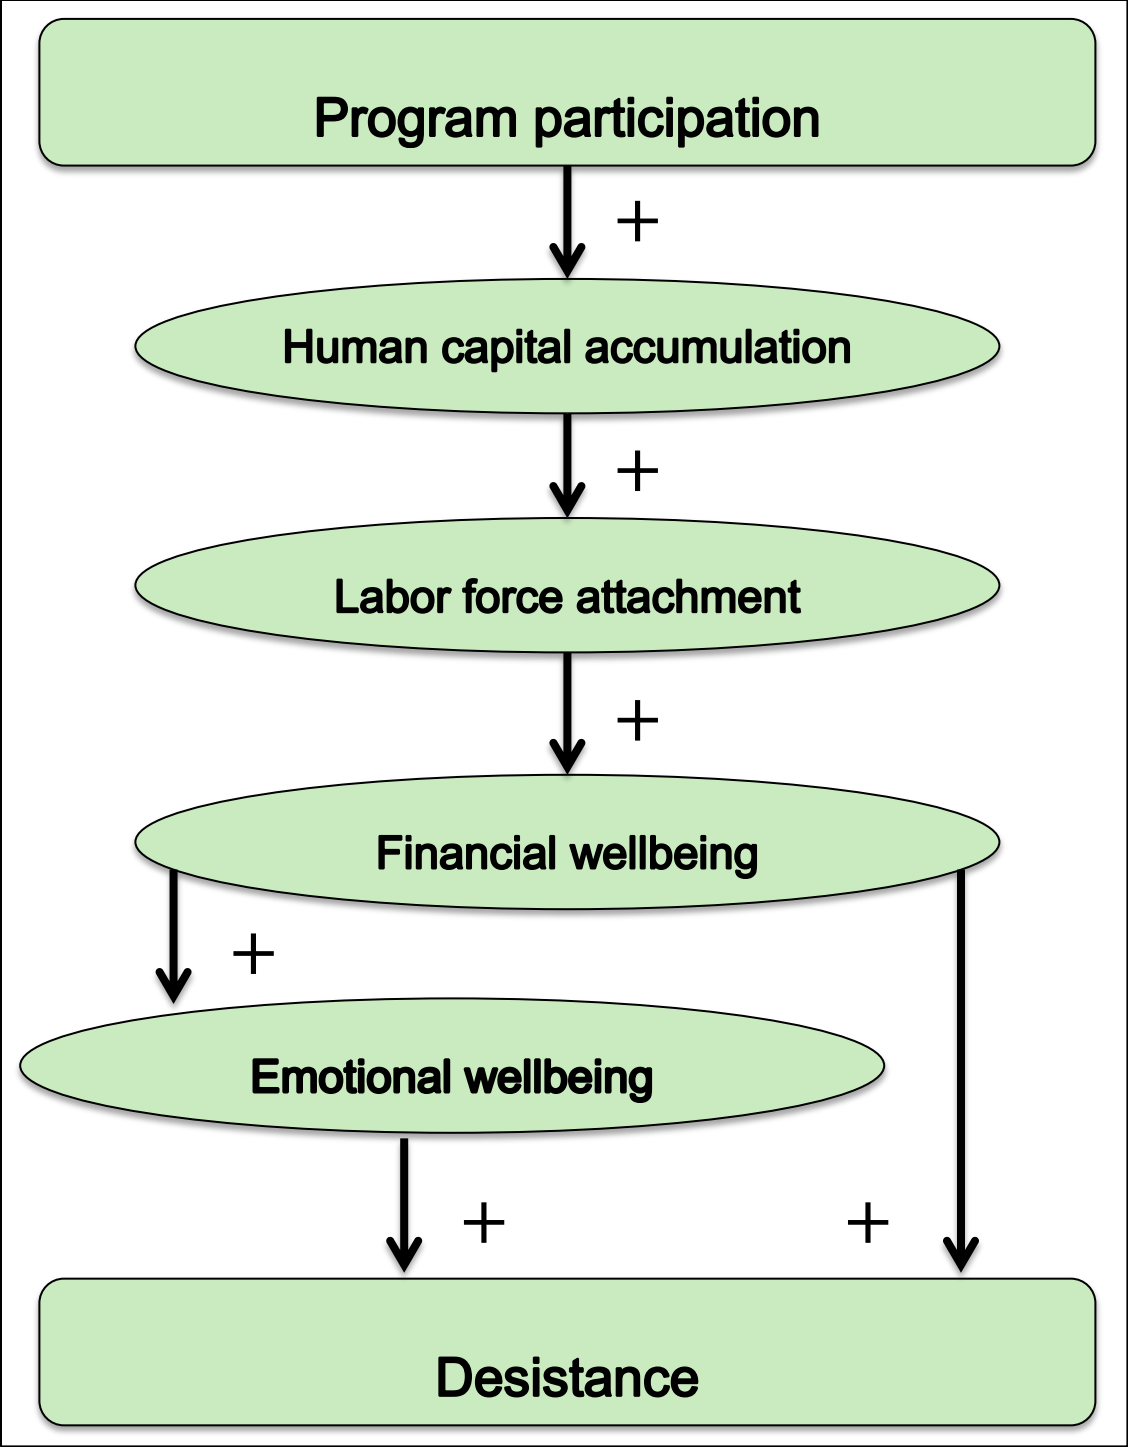 Program participation
+
Human capital accumulation
+
Labor force attachment
+
Financial wellbeing
+
Emotional wellbeing
+ +
Desistance